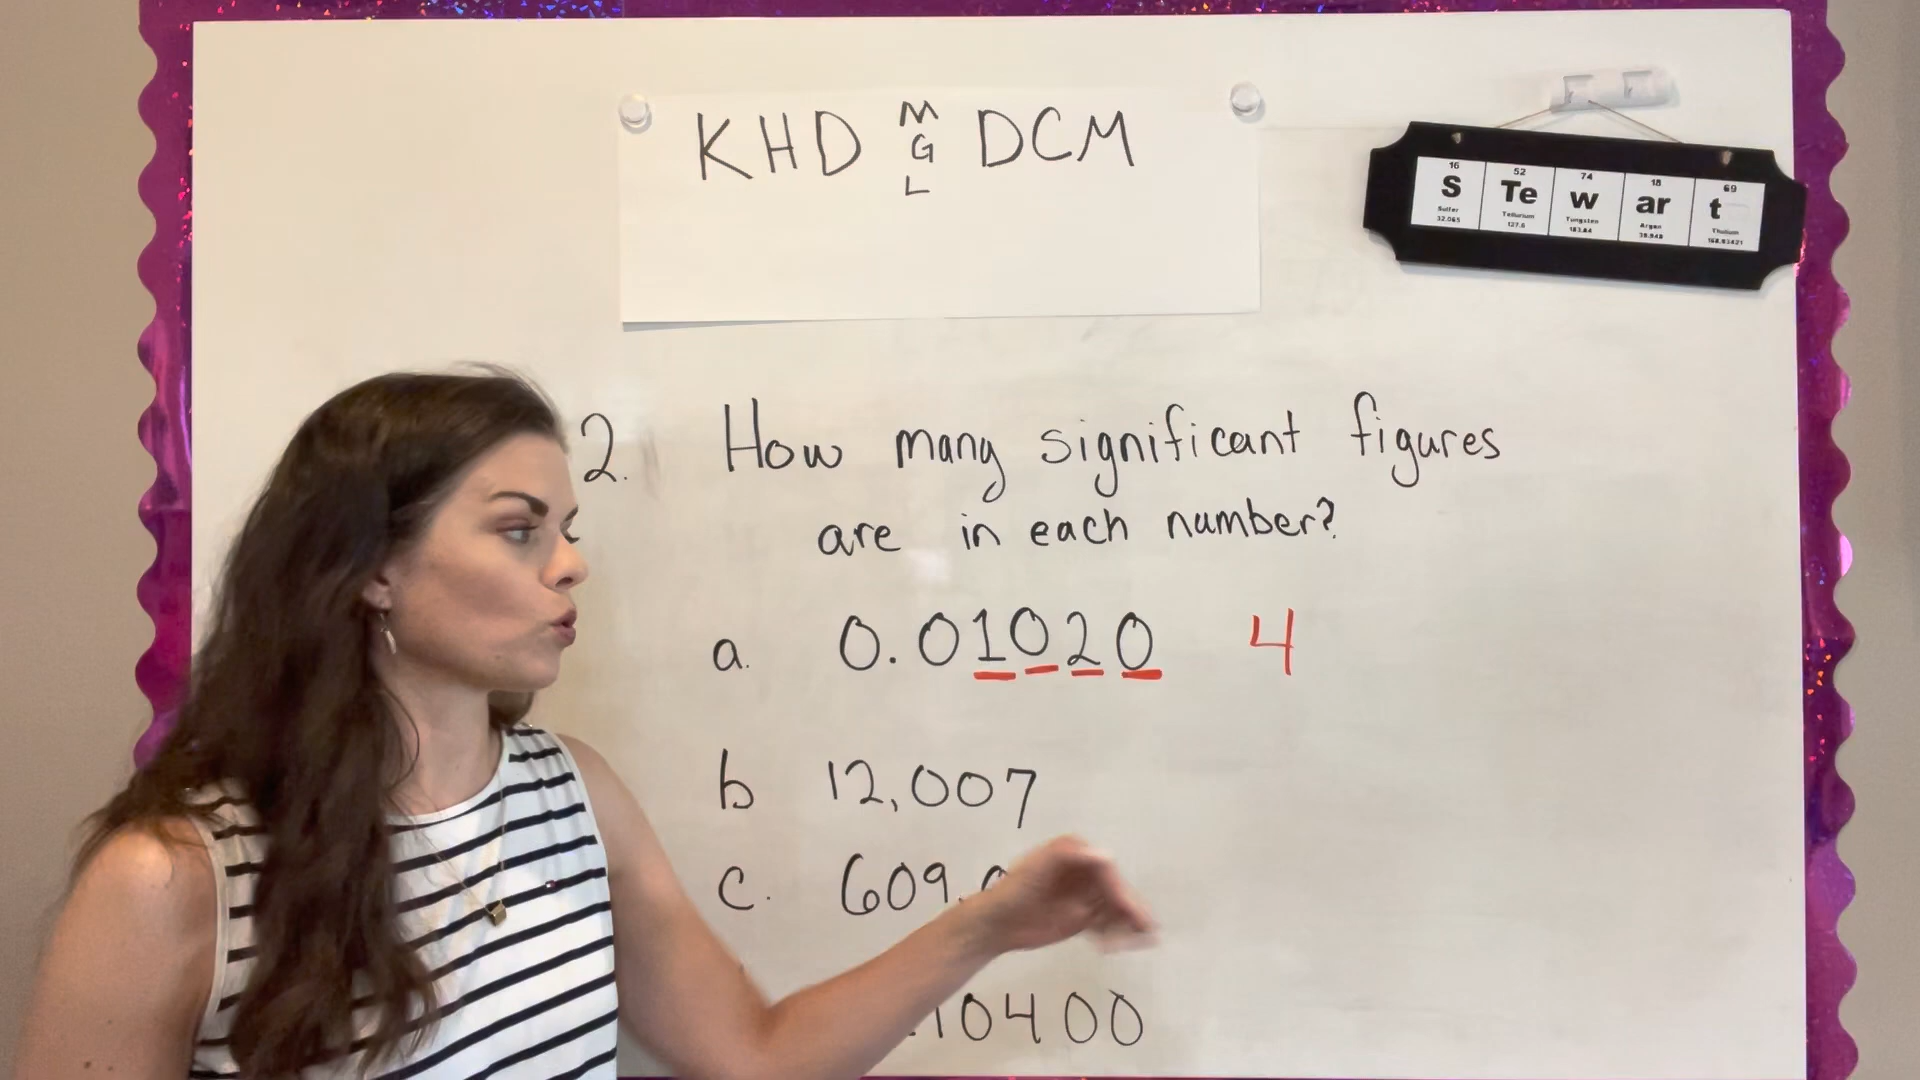 KHD M G L DCM
16 52 74 18 69
S Te W ar t
Sulfer Tellurium Tungsten Argon Thulium
32.065 127.6 183.84 39.948 168.93421
2. How many significant figures
are in each number?
a. 0.01020 4
b 12,007
c. 609.
.10400